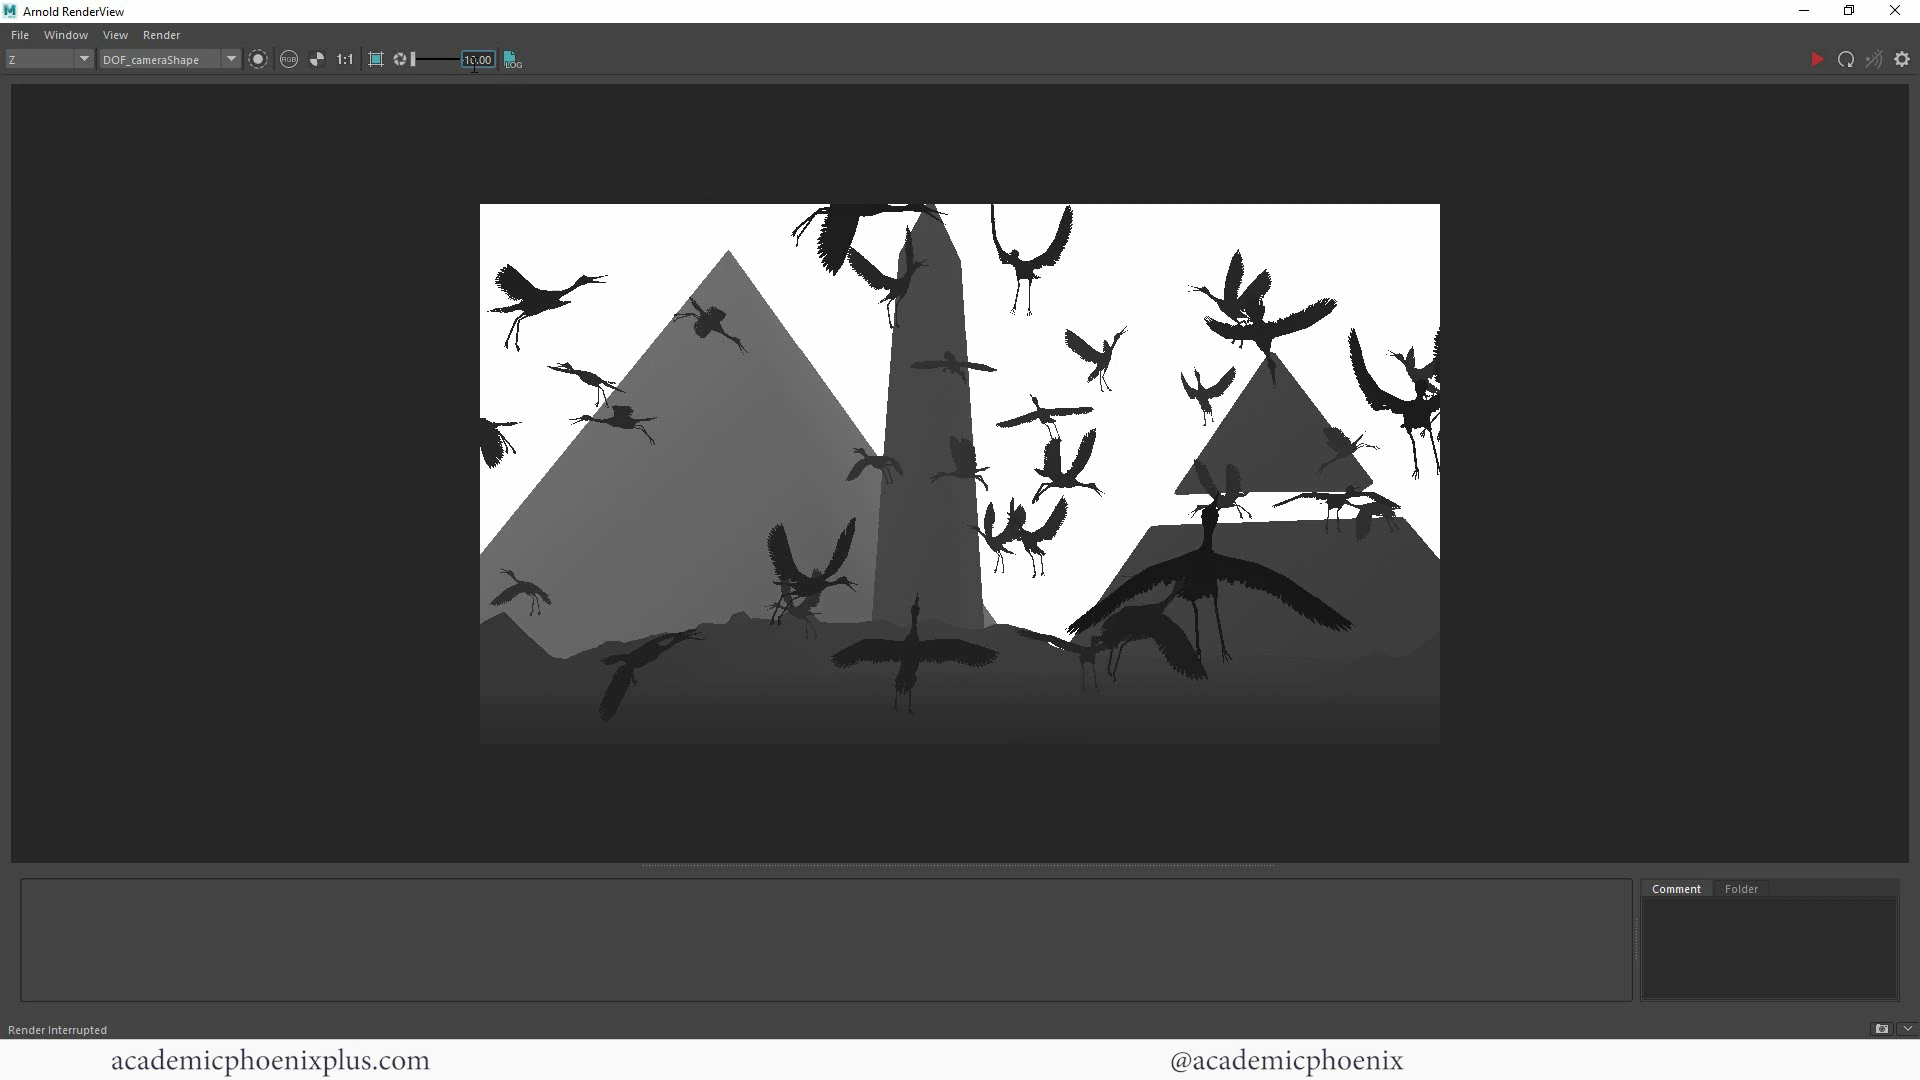 Arnold RenderView
File Window View Render
Z DOF_cameraShape RGB 1:1 -10.00 LOG
Comment Folder
Render Interrupted
academicphoenixplus.com @academicphoenix